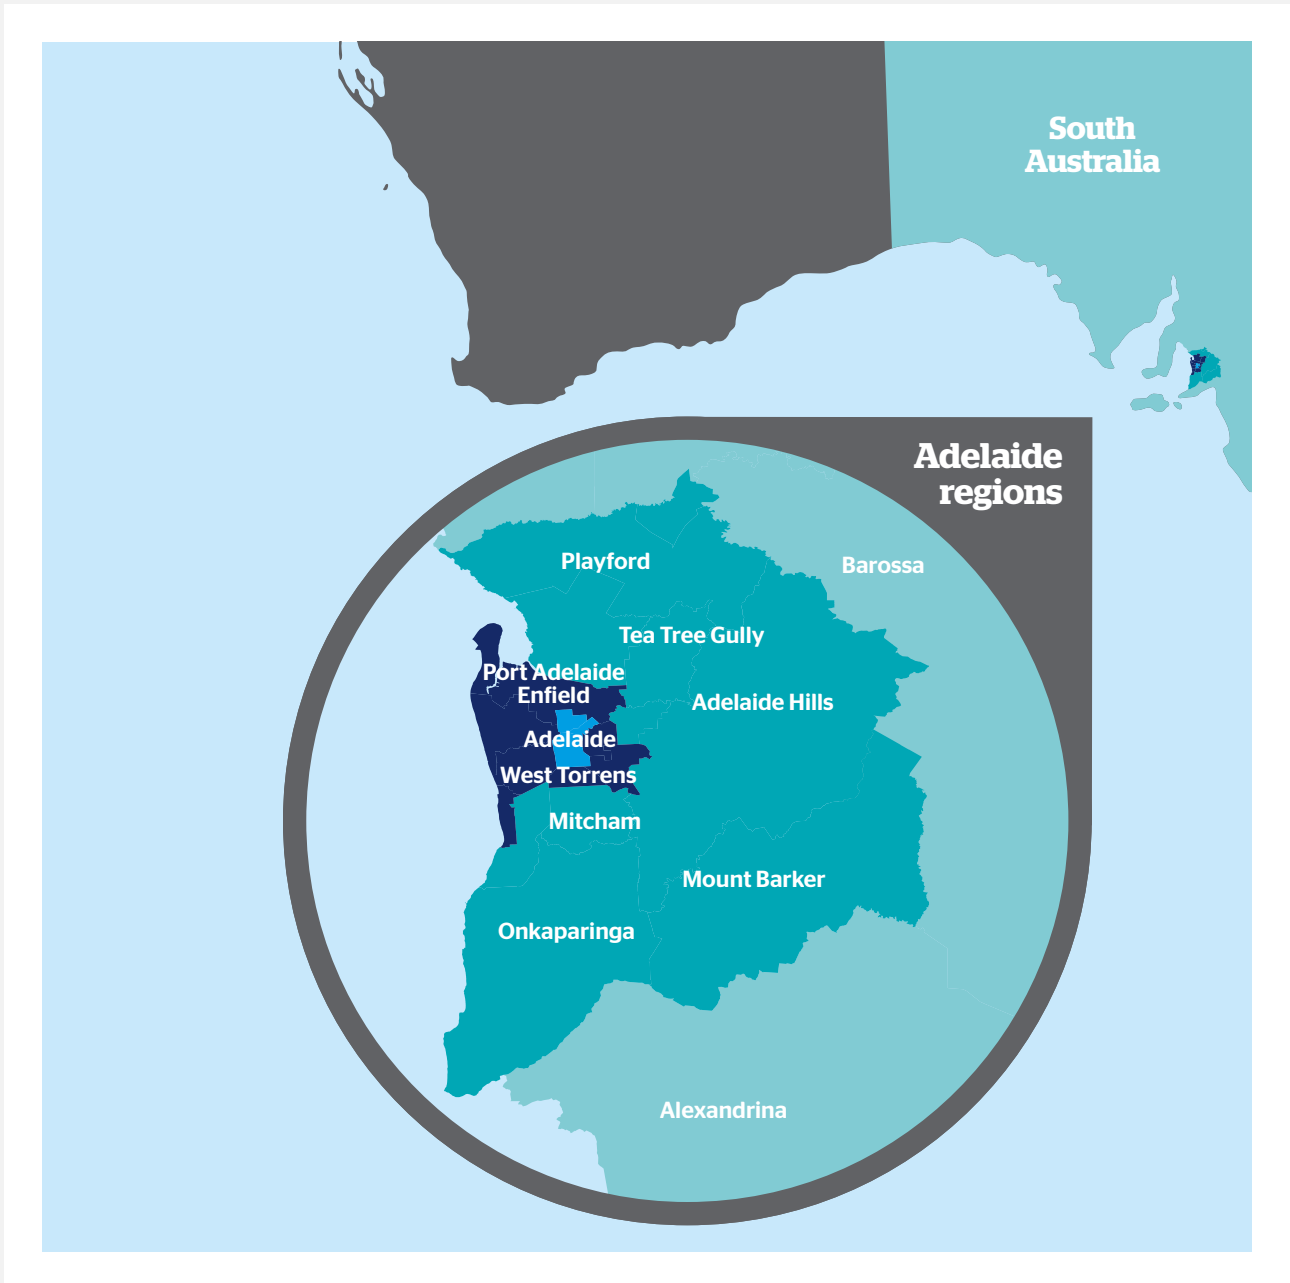 South
Australia
Adelaide
regions
Playford
Barossa
Tea Tree Gully
Port Adelaide
Enfield
Adelaide Hills
Adelaide
West Torrens
Mitcham
Mount Barker
Onkaparinga
Alexandrina